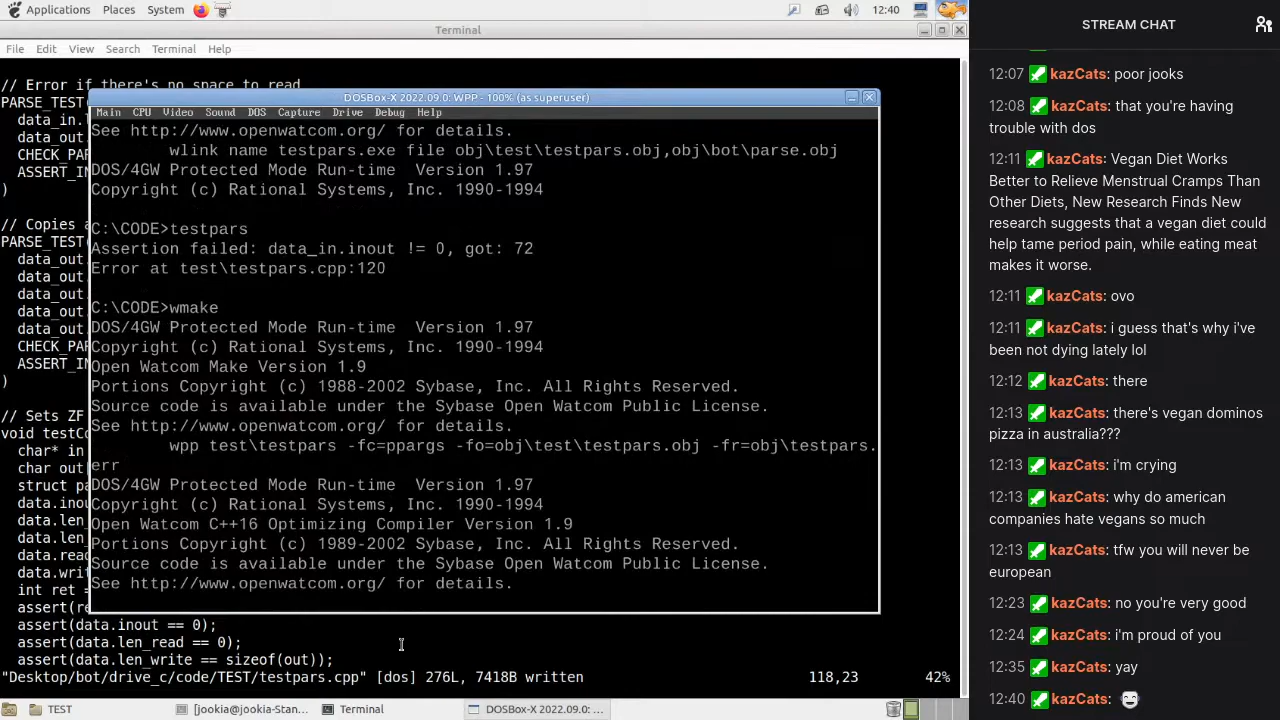 Applications Places System 12:40
Terminal
File Edit View Search Terminal Help
// Error if there's no space to read
PARSE_TEST(
data_in.
data_out
CHECK_PA
ASSERT_I
)
// Copies a
PARSE_TEST(
data_out.
data_out.
data_out.
data_out.
CHECK_PAR
ASSERT_IN
)
// Sets ZF
void testCo
char* in
char out[
struct pa
data.inou
data.len_
data.len_
data.read
data.writ
int ret =
assert(re
assert(data.inout == 0);
assert(data.len_read == 0);
assert(data.len_write == sizeof(out));
"Desktop/bot/drive_c/code/TEST/testpars.cpp" [dos] 276L, 7418B written 118,23 42%
DOSBox-X 2022.09.0: WPP - 100% (as superuser)
Main CPU Video Sound DOS Capture Drive Debug Help
See http://www.openwatcom.org/ for details.
wlink name testpars.exe file obj\test\testpars.obj,obj\bot\parse.obj
DOS/4GW Protected Mode Run-time Version 1.97
Copyright (c) Rational Systems, Inc. 1990-1994
C:\CODE>testpars
Assertion failed: data_in.inout != 0, got: 72
Error at test\testpars.cpp:120
C:\CODE>wmake
DOS/4GW Protected Mode Run-time Version 1.97
Copyright (c) Rational Systems, Inc. 1990-1994
Open Watcom Make Version 1.9
Portions Copyright (c) 1988-2002 Sybase, Inc. All Rights Reserved.
Source code is available under the Sybase Open Watcom Public License.
See http://www.openwatcom.org/ for details.
wpp test\testpars -fc=ppargs -fo=obj\test\testpars.obj -fr=obj\testpars.
err
DOS/4GW Protected Mode Run-time Version 1.97
Copyright (c) Rational Systems, Inc. 1990-1994
Open Watcom C++16 Optimizing Compiler Version 1.9
Portions Copyright (c) 1989-2002 Sybase, Inc. All Rights Reserved.
Source code is available under the Sybase Open Watcom Public License.
See http://www.openwatcom.org/ for details.
TEST [jookia@jookia-Stan... Terminal DOSBox-X 2022.09.0: ...
STREAM CHAT
12:07 kazCats: poor jooks
12:08 kazCats: that you're having
trouble with dos
12:11 kazCats: Vegan Diet Works
Better to Relieve Menstrual Cramps Than
Other Diets, New Research Finds New
research suggests that a vegan diet could
help tame period pain, while eating meat
makes it worse.
12:11 kazCats: ovo
12:11 kazCats: i guess that's why i've
been not dying lately lol
12:12 kazCats: there
12:13 kazCats: there's vegan dominos
pizza in australia???
12:13 kazCats: i'm crying
12:13 kazCats: why do american
companies hate vegans so much
12:13 kazCats: tfw you will never be
european
12:23 kazCats: no you're very good
12:24 kazCats: i'm proud of you
12:35 kazCats: yay
12:40 kazCats: